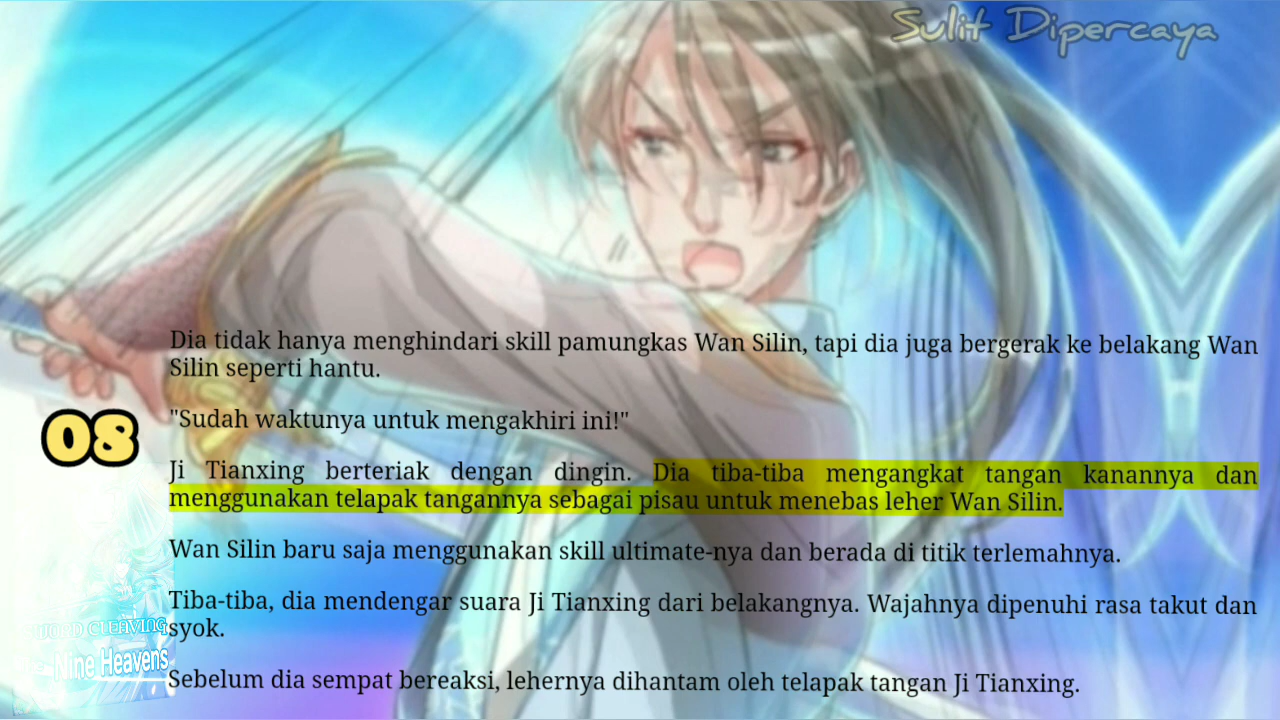 Sulit Dipercaya
Dia tidak hanya menghindari skill pamungkas Wan Silin, tapi dia juga bergerak ke belakang Wan
Silin seperti hantu.
"Sudah waktunya untuk mengakhiri ini!"
08
Ji Tianxing berteriak dengan dingin. Dia tiba-tiba mengangkat tangan kanannya dan
menggunakan telapak tangannya sebagai pisau untuk menebas leher Wan Silin.
Wan Silin baru saja menggunakan skill ultimate-nya dan berada di titik terlemahnya.
Tiba-tiba, dia mendengar suara Ji Tianxing dari belakangnya. Wajahnya dipenuhi rasa takut dan
syok.
SWORD CLEAVING
Nine Heavens
Sebelum dia sempat bereaksi, lehernya dihantam oleh telapak tangan Ji Tianxing.